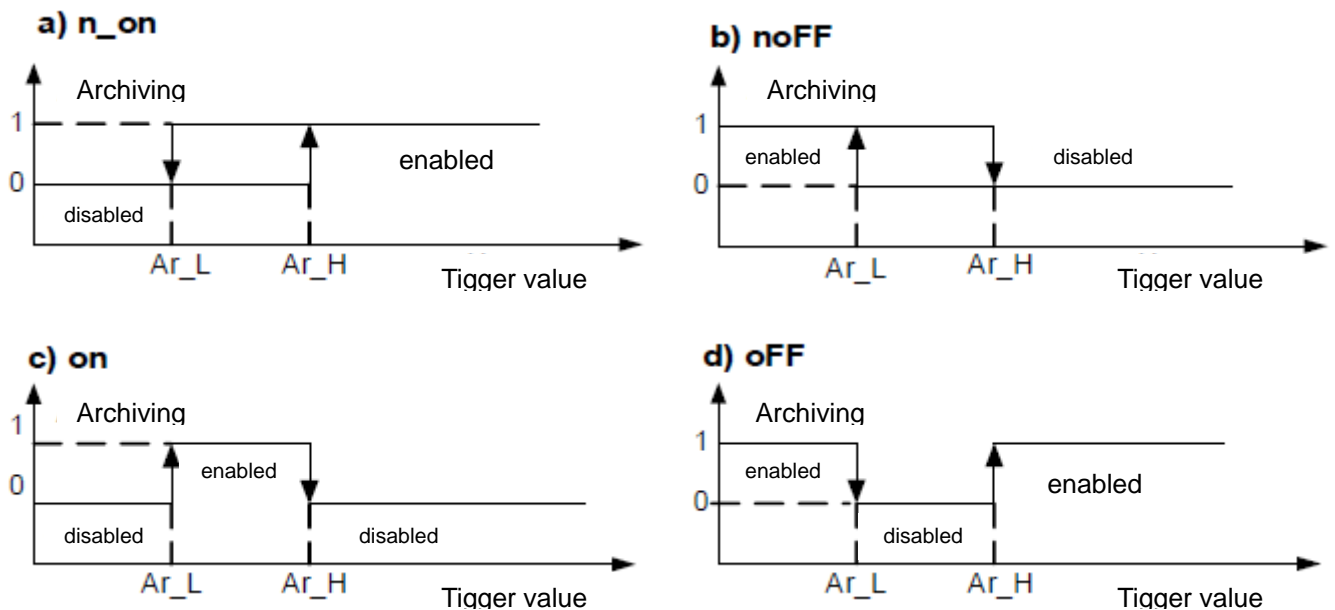 a) n_on
Archiving
1
enabled
0
disabled
Ar_L
Ar_H
Tigger value
b) noFF
Archiving
1
enabled
disabled
0
Ar_L
Ar_H
Tigger value
c) on
Archiving
1
enabled
0
disabled
disabled
Ar_L
Ar_H
Tigger value
d) oFF
Archiving
1
enabled
enabled
0
disabled
Ar_L
Ar_H
Tigger value